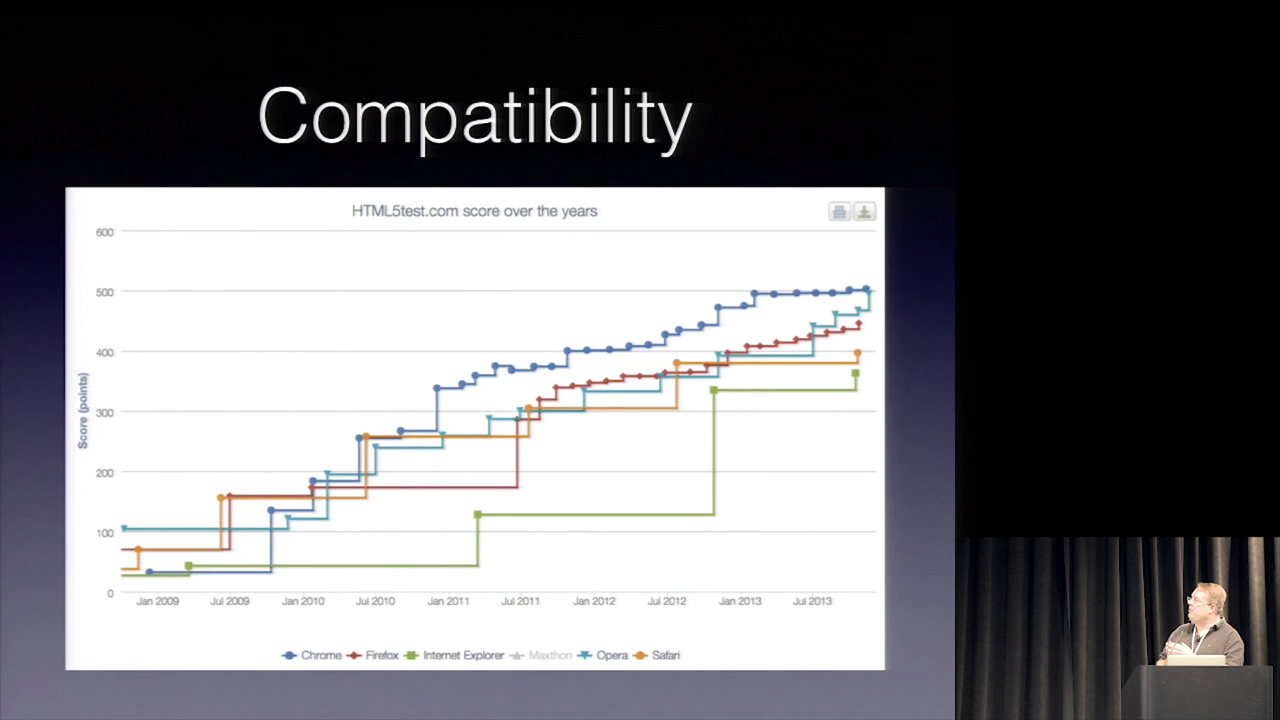 Compatibility
HTML5test.com score over the years
600
500
400
300
200
100
0
Score (points)
Jan 2009 Jul 2009 Jan 2010 Jul 2010 Jan 2011 Jul 2011 Jan 2012 Jul 2012 Jan 2013 Jul 2013
Chrome Firefox Internet Explorer Maxthon Opera Safari